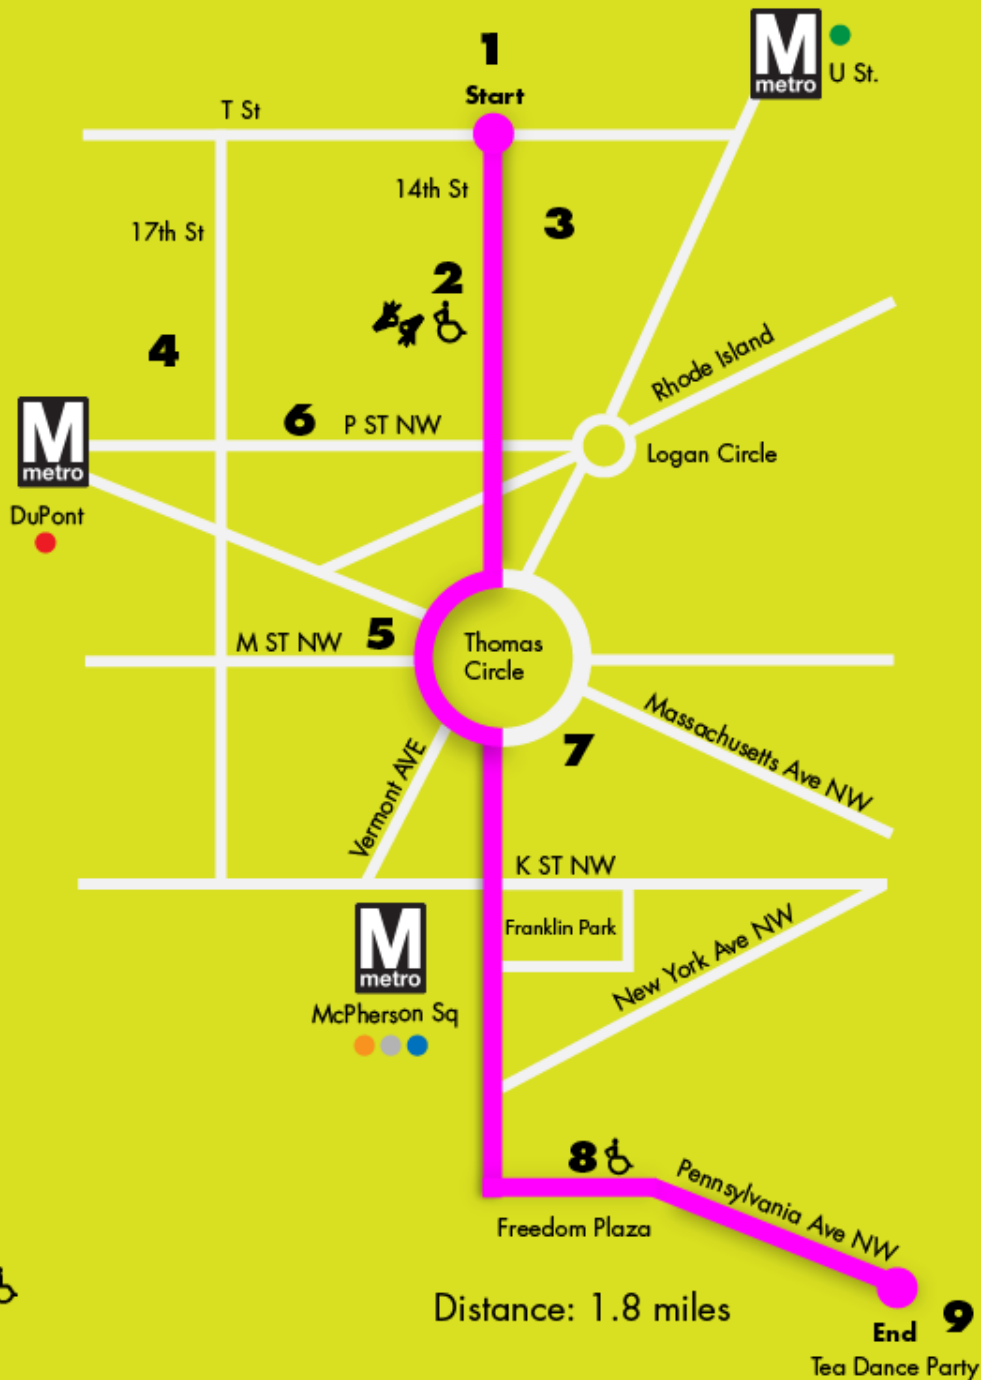 1
Start
M
metro
U St.
T St
14th St
17th St
3
2
4
Rhode Island
M
metro
6
P ST NW
Logan Circle
DuPont
M ST NW
5
Thomas
Circle
Massachusetts Ave NW
7
Vermont AVE
K ST NW
M
metro
Franklin Park
New York Ave NW
McPherson Sq
8
Pennsylvania Ave NW
Freedom Plaza
Distance: 1.8 miles
9
End
Tea Dance Party